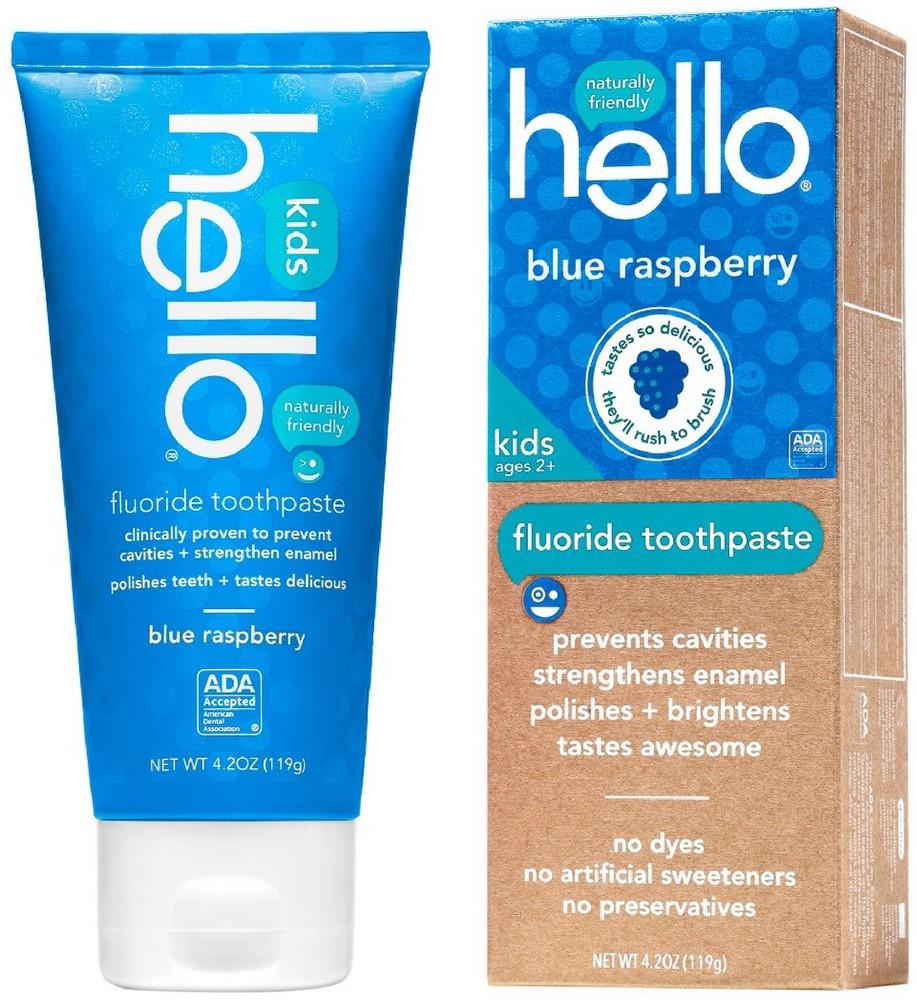 hello
®
kids
naturally
friendly
fluoride toothpaste
clinically proven to prevent
cavities + strengthen enamel
polishes teeth + tastes delicious
blue raspberry
ADA
Accepted
American
Dental
Association ®
NET WT 4.2OZ (119g)
naturally
friendly
hello®
blue raspberry
tastes so delicious
they'll rush to brush
kids
ages 2+
ADA
Accepted
fluoride toothpaste
prevents cavities
strengthens enamel
polishes + brightens
tastes awesome
no dyes
no artificial sweeteners
no preservatives
NET WT 4.2OZ (119g)